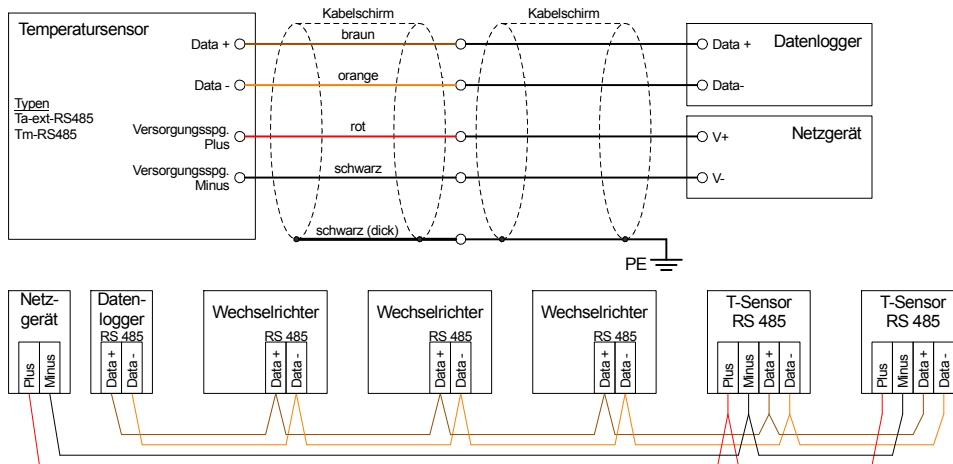 Kabelschirm
Kabelschirm
Temperatursensor
Data +
braun
Data +
Datenlogger
Data -
orange
Data-
Typen
Ta-ext-RS485
Tm-RS485
Versorgungsspg.
Plus
rot
V+
Netzgerät
Versorgungsspg.
Minus
schwarz
V-
schwarz (dick)
PE
Netz-
gerät
Plus
Minus
Daten-
logger
RS 485
Data +
Data -
Wechselrichter
RS 485
Data +
Data -
Wechselrichter
RS 485
Data +
Data -
Wechselrichter
RS 485
Data +
Data -
T-Sensor
RS 485
Plus
Minus
Data +
Data -
T-Sensor
RS 485
Plus
Minus
Data +
Data -